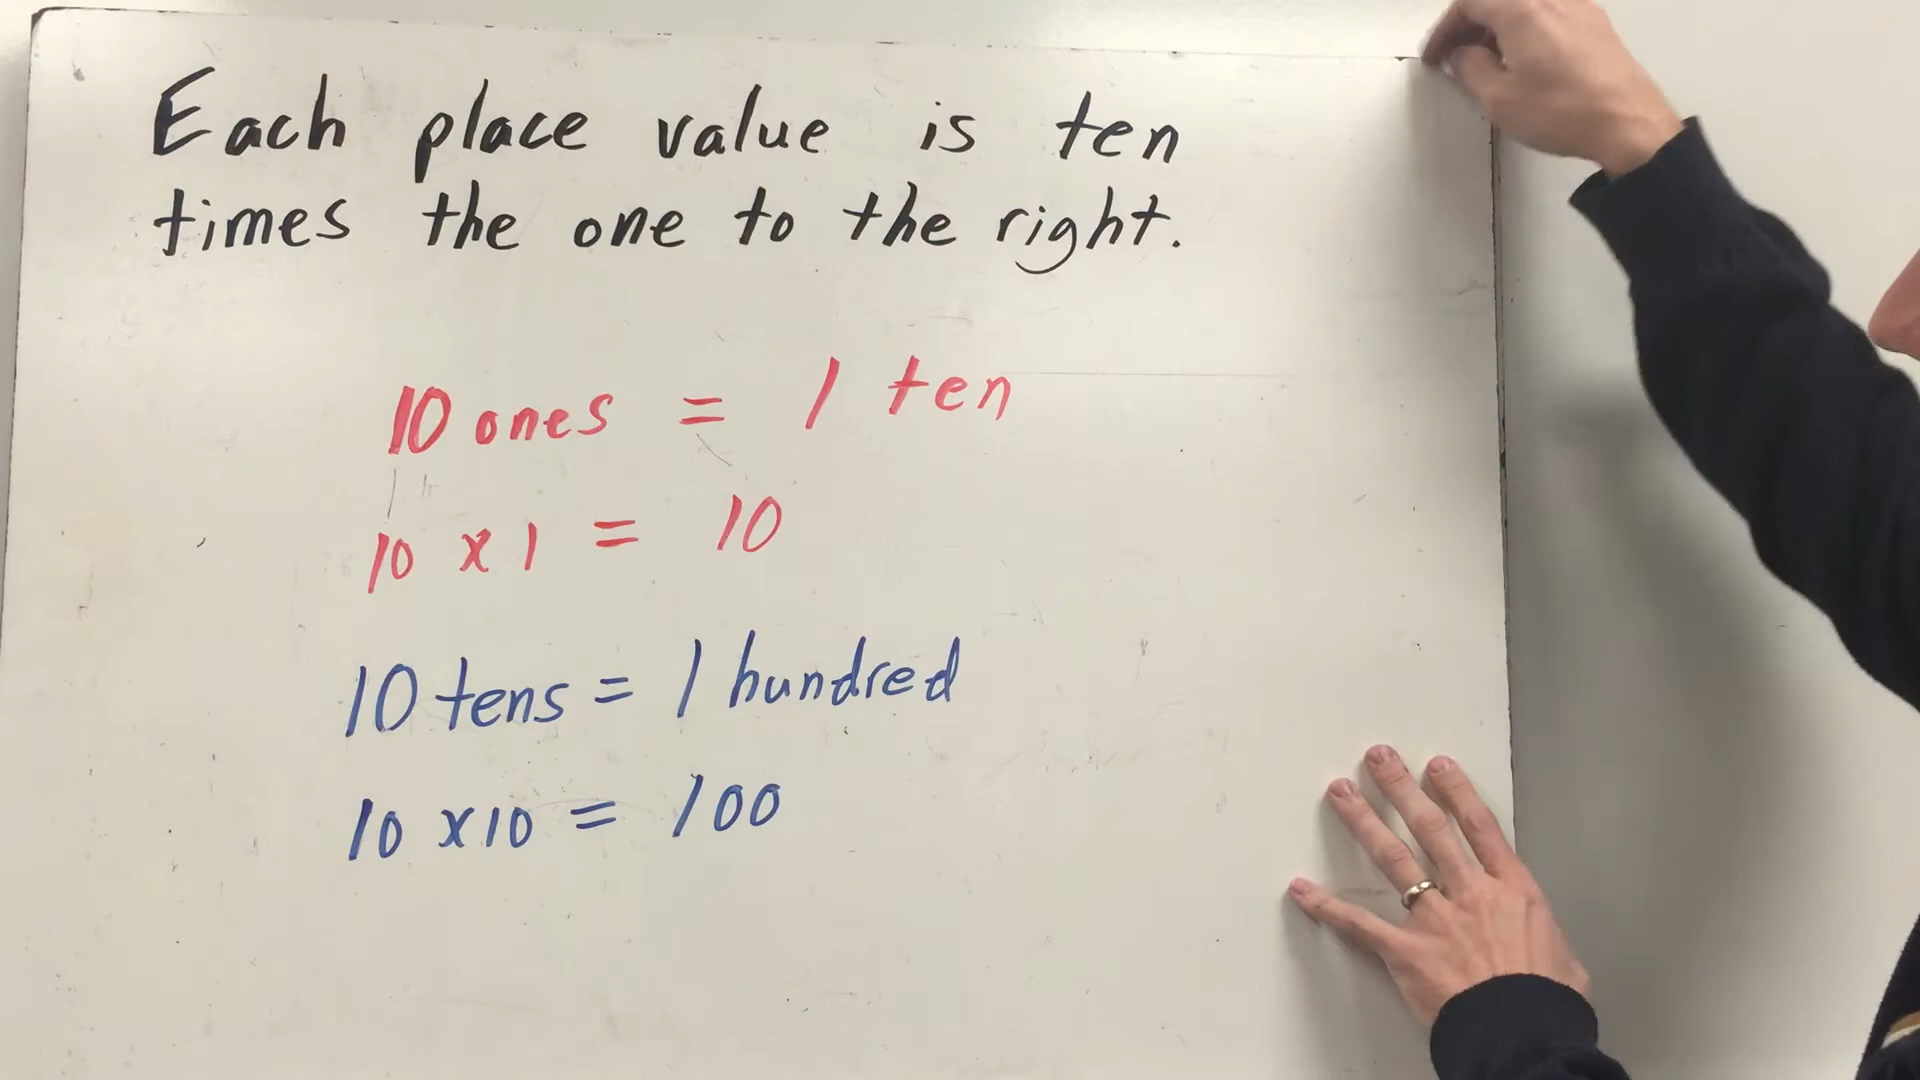 Each place value is ten
times the one to the right.
10 ones = 1 ten
10 x 1 = 10
10 tens = 1 hundred
10 x 10 = 100